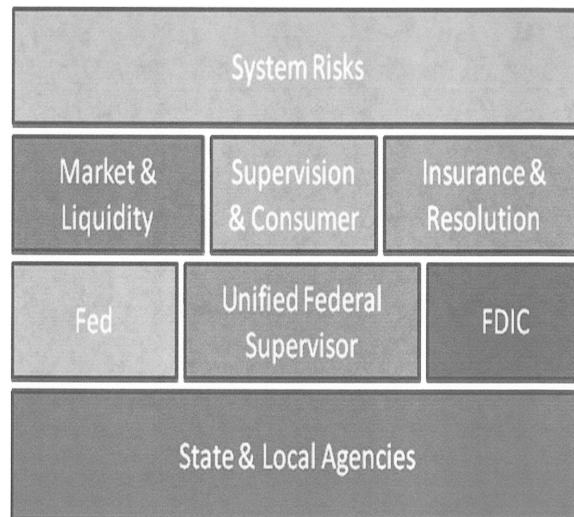 System Risks
Market &
Liquidity
Supervision
& Consumer
Insurance &
Resolution
Fed
Unified Federal
Supervisor
FDIC
State & Local Agencies